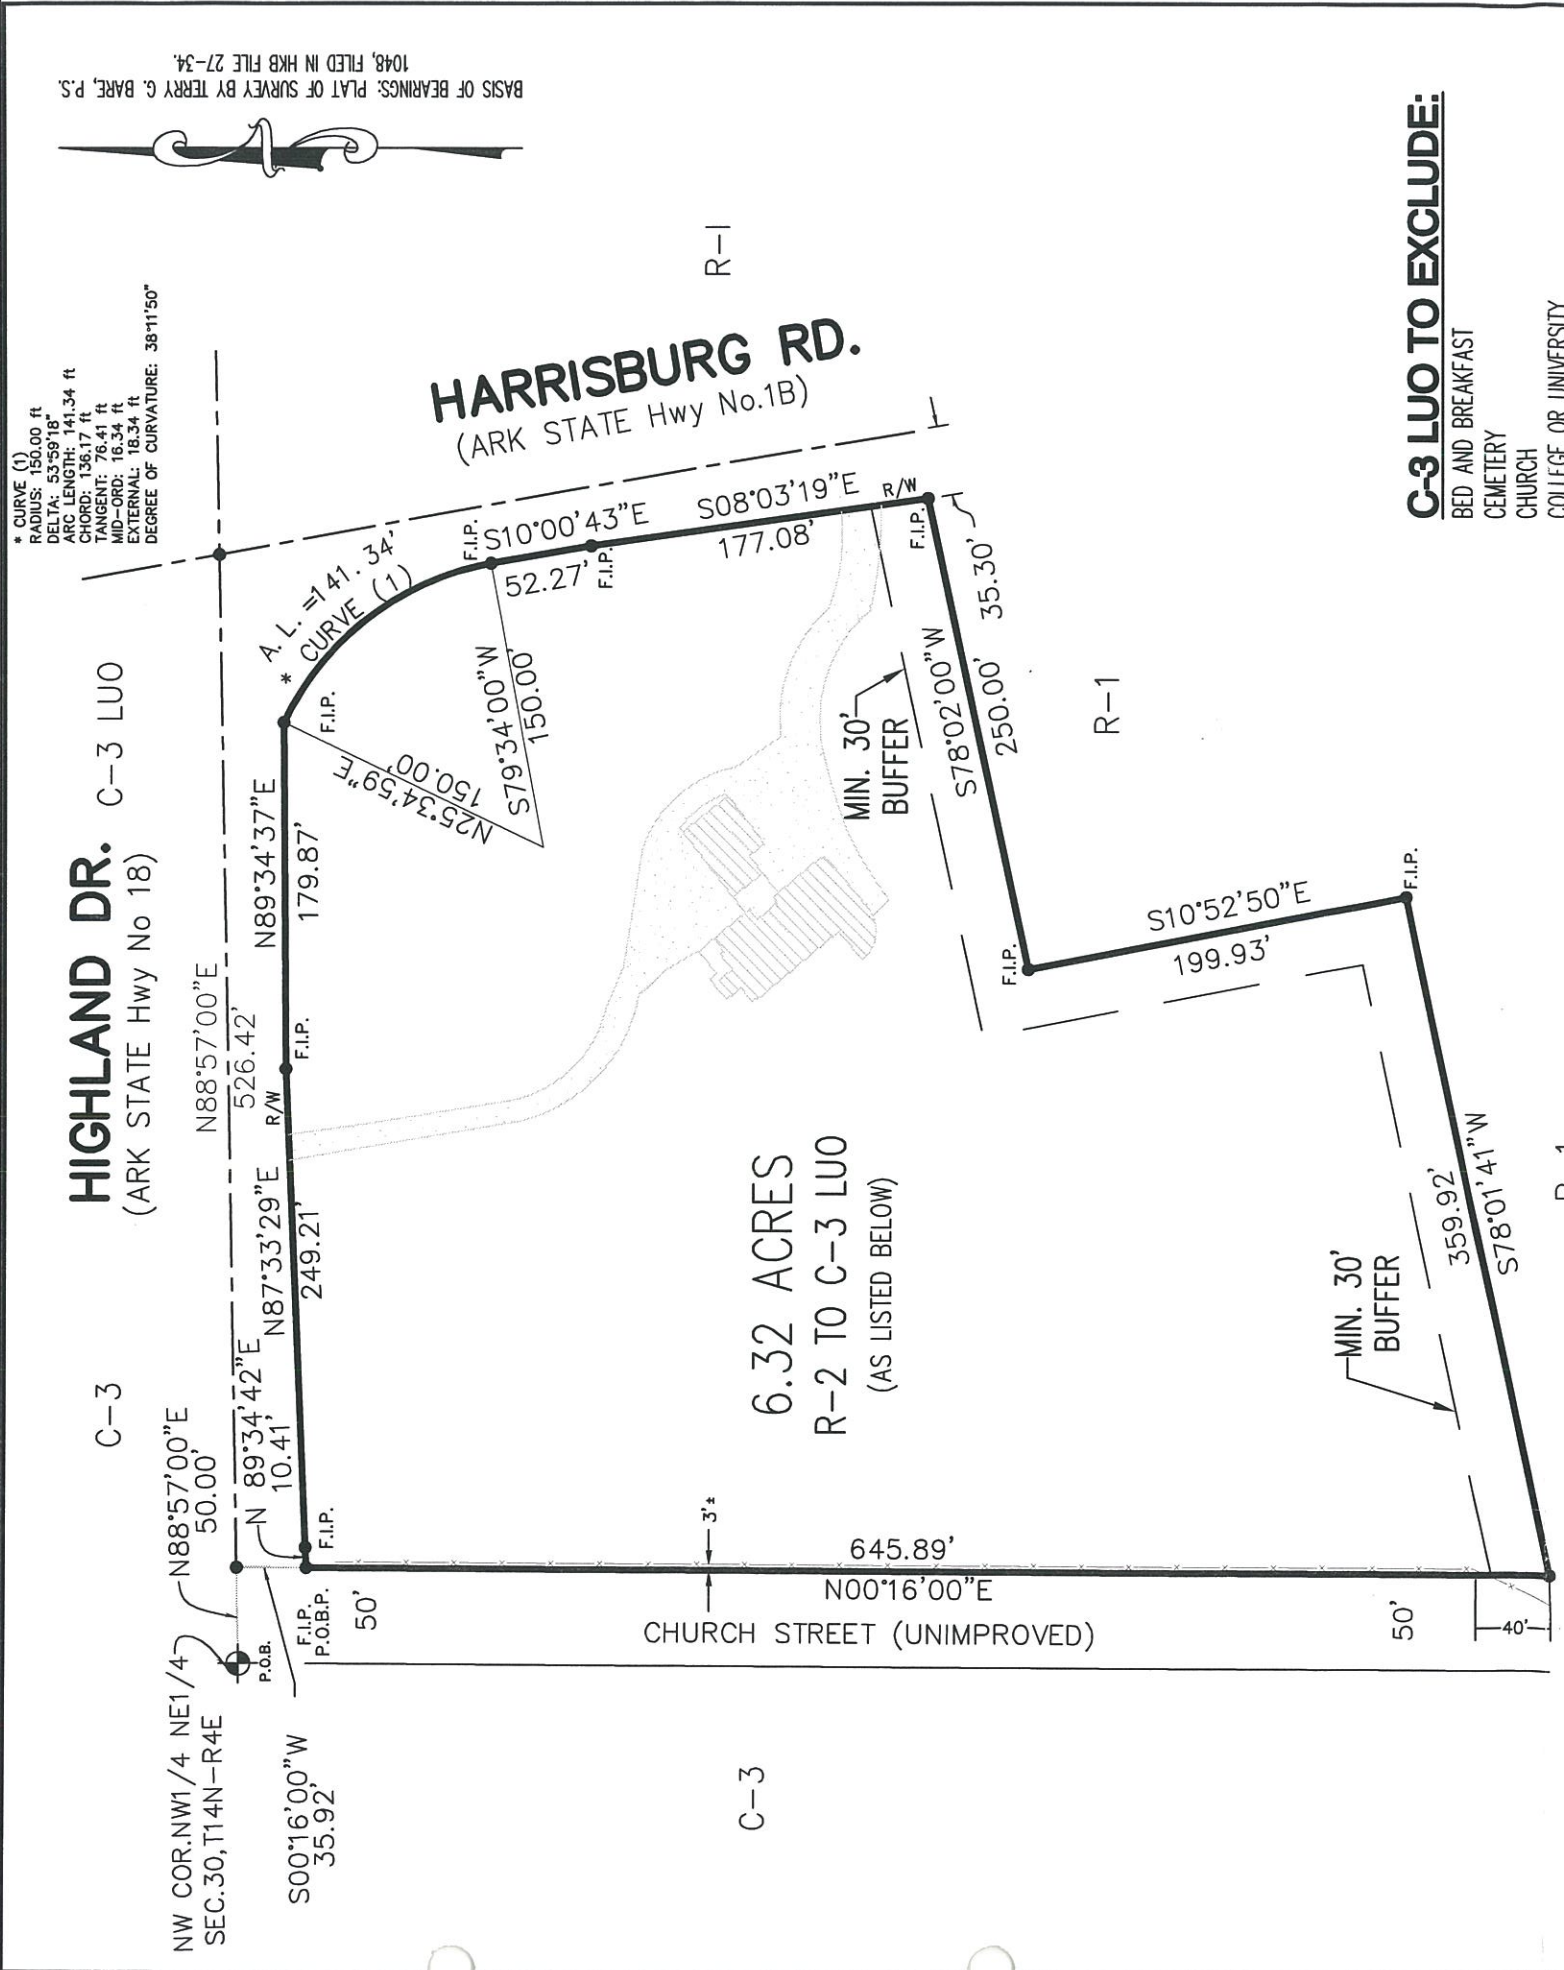 BASIS OF BEARINGS: PLAT OF SURVEY BY TERRY G. BARE, P.S.
1048, FILED IN HKB FILE 27-34.
* CURVE (1)
RADIUS: 150.00 ft
DELTA: 53°59'18"
ARC LENGTH: 141.34 ft
CHORD: 136.17 ft
TANGENT: 76.41 ft
MID-ORD: 16.34 ft
EXTERNAL: 18.34 ft
DEGREE OF CURVATURE: 38°11'50"
HIGHLAND DR.
(ARK STATE Hwy No 18)
C-3
C-3 LUO
NW COR.NW1/4 NE1/4
SEC.30,T14N-R4E
N88°57'00"E
50.00'
N88°57'00"E
526.42'
P.O.B.
S00°16'00"W
35.92'
F.I.P.
P.O.B.P.
N 89°34'42"E
10.41'
F.I.P.
N87°33'29"E
249.21'
R/W
F.I.P.
N89°34'37"E
179.87'
F.I.P.
A. L. =141. 34'
* CURVE (1)
N25°34'59"E
150.00'
S79°34'00"W
150.00'
F.I.P.
S10°00'43"E
52.27'
F.I.P.
S08°03'19"E
177.08'
R/W
F.I.P.
HARRISBURG RD.
(ARK STATE Hwy No.1B)
R-1
35.30'
S78°02'00"W
250.00'
MIN. 30'
BUFFER
R-1
F.I.P.
S10°52'50"E
199.93'
F.I.P.
6.32 ACRES
R-2 TO C-3 LUO
(AS LISTED BELOW)
3'±
645.89'
N00°16'00"E
CHURCH STREET (UNIMPROVED)
50'
50'
40'
C-3
MIN. 30'
BUFFER
359.92'
S78°01'41"W
C-3 LUO TO EXCLUDE:
BED AND BREAKFAST
CEMETERY
CHURCH
COLLEGE OR UNIVERSITY